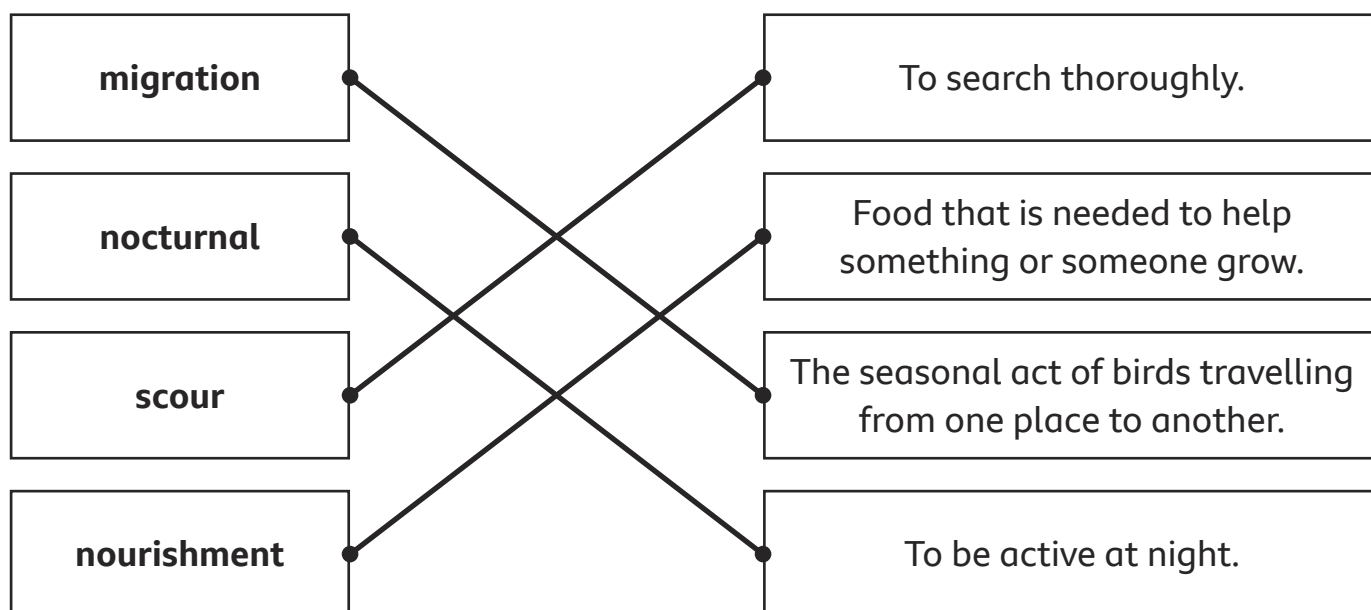 migration
To search thoroughly.
nocturnal
Food that is needed to help
something or someone grow.
scour
The seasonal act of birds travelling
from one place to another.
nourishment
To be active at night.